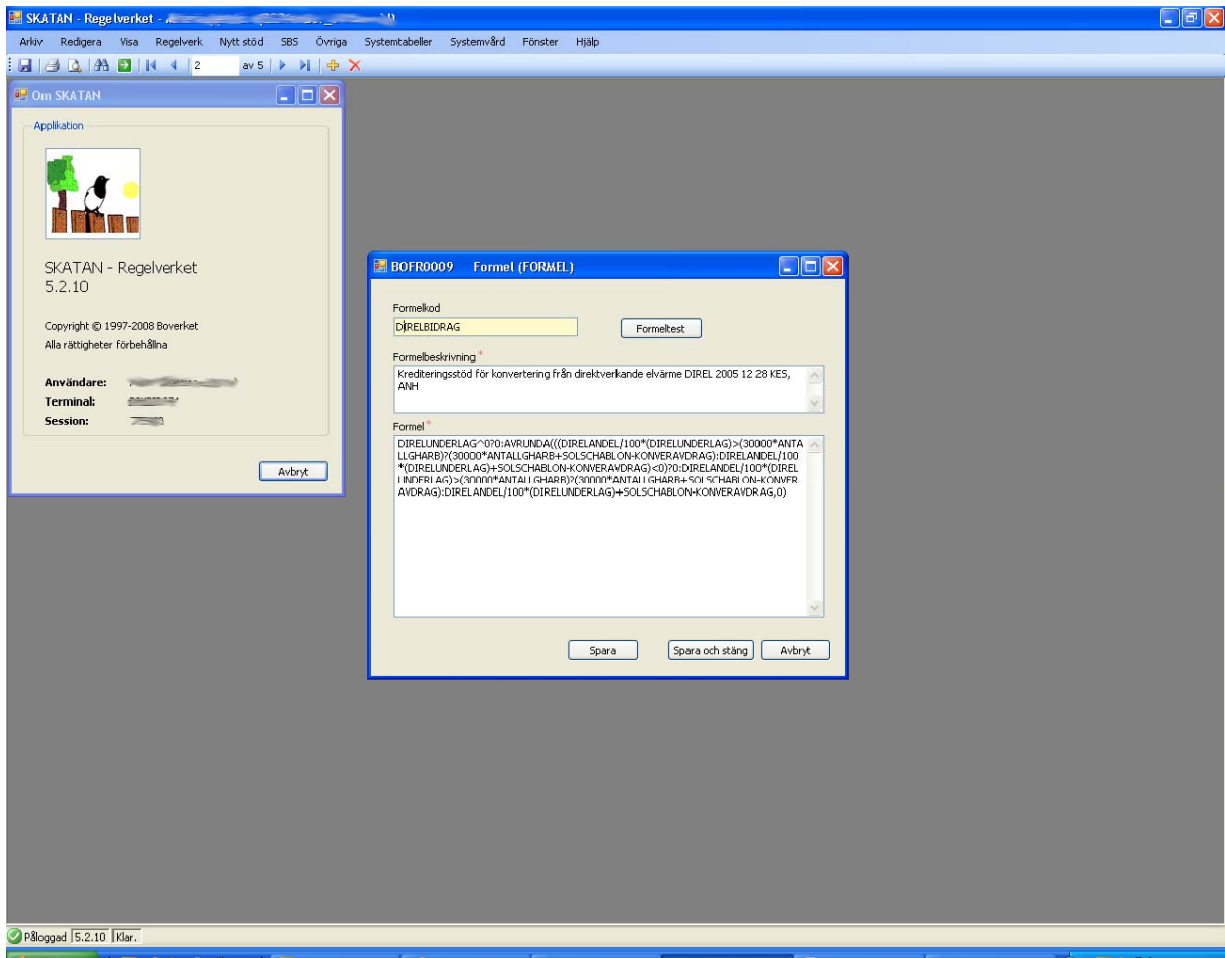 SKATAN - Regelverket -
Arkiv Redigera Visa Regelverk Nytt stöd SBS Övriga Systemtabeller Systemvård Fönster Hjälp
2 av 5
Om SKATAN
Applikation
SKATAN - Regelverket
5.2.10
Copyright © 1997-2008 Boverket
Alla rättigheter förbehållna
Användare:
Terminal:
Session:
Avbryt
BOFR0009 Formel (FORMEL)
Formelkod
DIRELBIDRAG
Formeltest
Formelbeskrivning *
Krediteringsstöd för konvertering från direktverkande elvärme DIREL 2005 12 28 KES,
ANH
Formel *
DIRELUNDERLAG^0?0:AVRUNDA(((DIRELANDEL/100*(DIRELUNDERLAG)>(30000*ANTA
LLGHARB)?(30000*ANTALLGHARB+SOLSCHABLON-KONVERAVDRAG):DIRELANDEL/100
*(DIRELUNDERLAG)+SOLSCHABLON-KONVERAVDRAG)<0)?0:DIRELANDEL/100*(DIREL
UNDERLAG)>(30000*ANTALLGHARB)?(30000*ANTALLGHARB+SOLSCHABLON-KONVER
AVDRAG):DIRELANDEL/100*(DIRELUNDERLAG)+SOLSCHABLON-KONVERAVDRAG,0)
Spara Spara och stäng Avbryt
Påloggad 5.2.10 Klar.